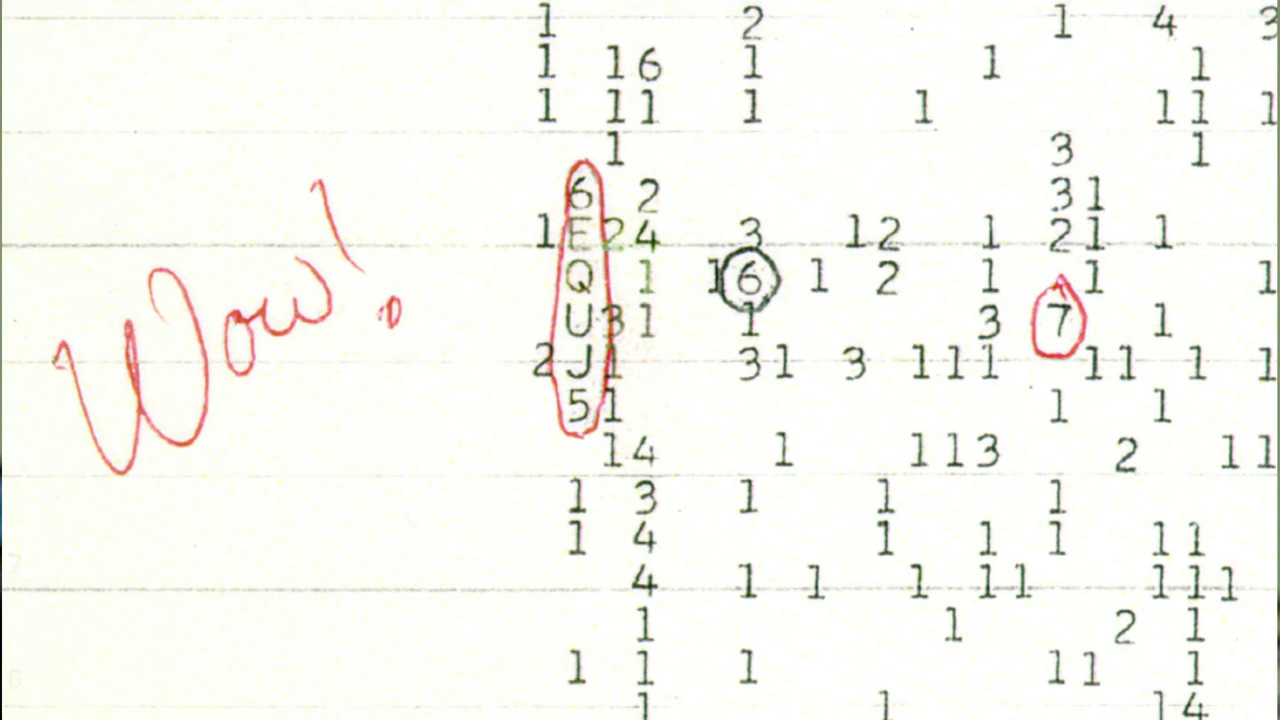 1 2 1 4 3
1 16 1 1 1
1 11 1 1 11 1
1 3 1
6 2 31
1E24 3 12 1 21 1
Wow! Q 1 16 1 2 1 1 1
U31 1 3 7 1
2J1 31 3 111 11 1 1
51 1 1
14 1 113 2 11
1 3 1 1 1
1 4 1 1 1 11
4 1 1 1 11 111
1 1 2 1
1 1 1 11 1
1 1 14